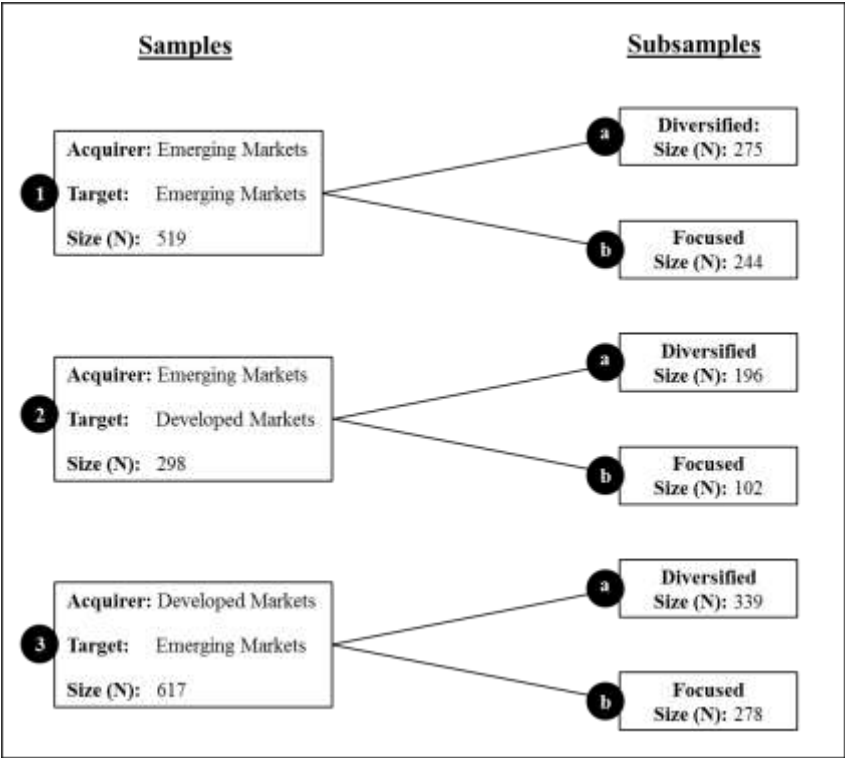 Samples
Subsamples
1
Acquirer: Emerging Markets
Target: Emerging Markets
Size (N): 519
a
Diversified:
Size (N): 275
b
Focused
Size (N): 244
2
Acquirer: Emerging Markets
Target: Developed Markets
Size (N): 298
a
Diversified
Size (N): 196
b
Focused
Size (N): 102
3
Acquirer: Developed Markets
Target: Emerging Markets
Size (N): 617
a
Diversified
Size (N): 339
b
Focused
Size (N): 278